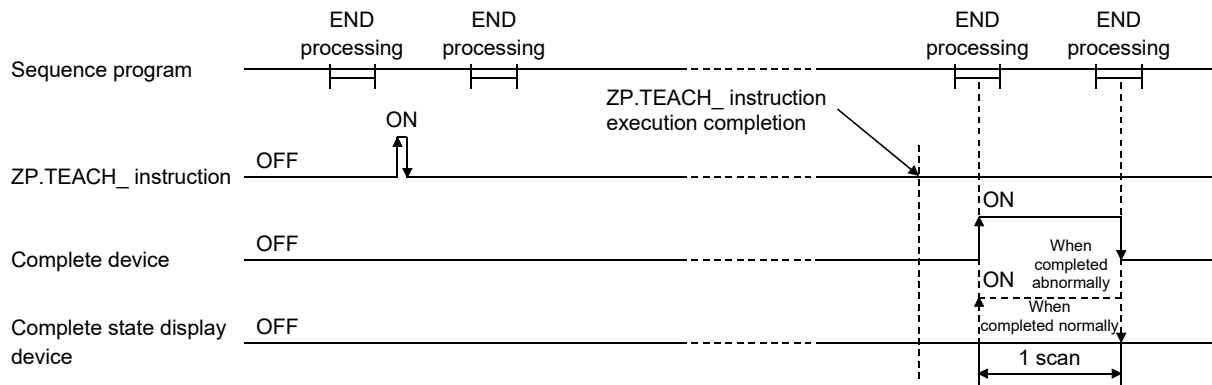 END
processing
END
processing
END
processing
END
processing
Sequence program
ZP.TEACH_ instruction
execution completion
ON
OFF
ZP.TEACH_ instruction
ON
OFF
Complete device
When
completed
abnormally
ON
When
completed normally
OFF
Complete state display
device
1 scan